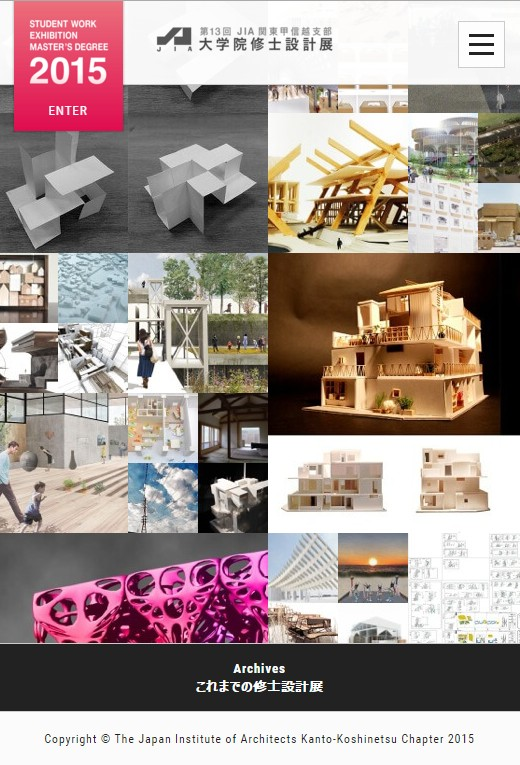 STUDENT WORK
EXHIBITION
MASTER'S DEGREE
2015
ENTER
JIA
第13回 JIA 関東甲信越支部
大学院修士設計展
Archives
これまでの修士設計展
Copyright © The Japan Institute of Architects Kanto-Koshinetsu Chapter 2015